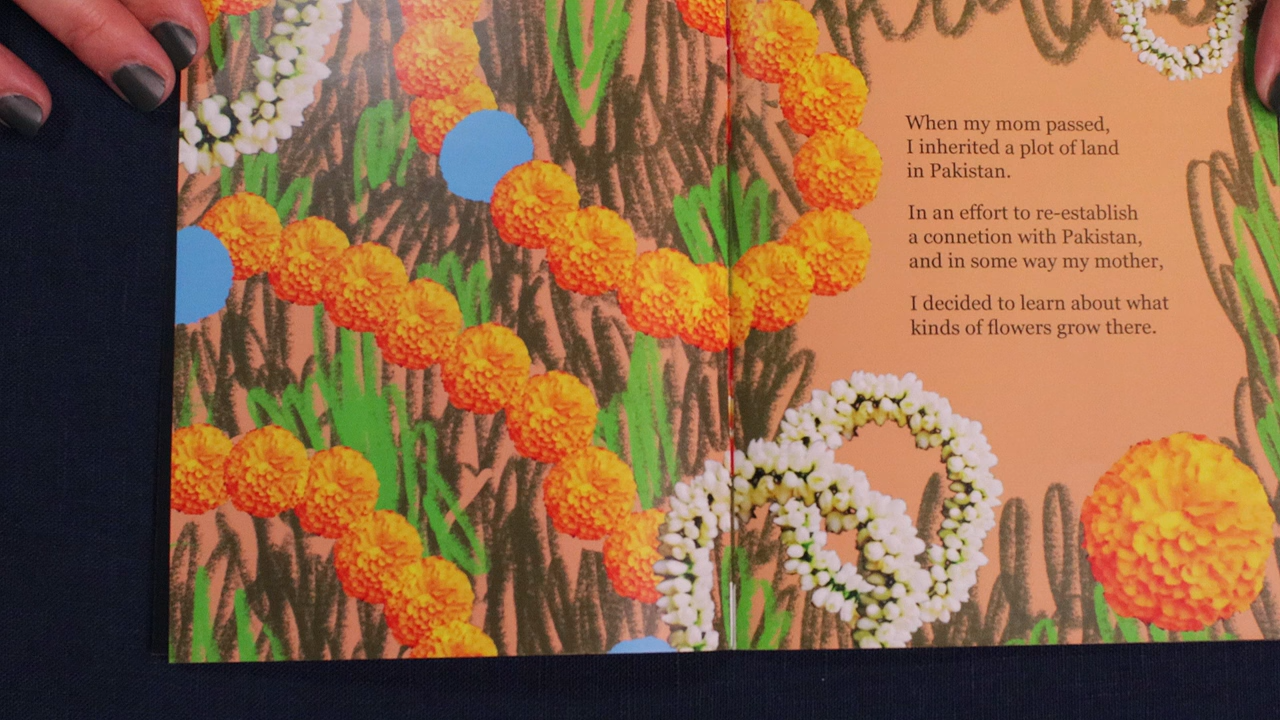 When my mom passed,
I inherited a plot of land
in Pakistan.
In an effort to re-establish
a connetion with Pakistan,
and in some way my mother,
I decided to learn about what
kinds of flowers grow there.